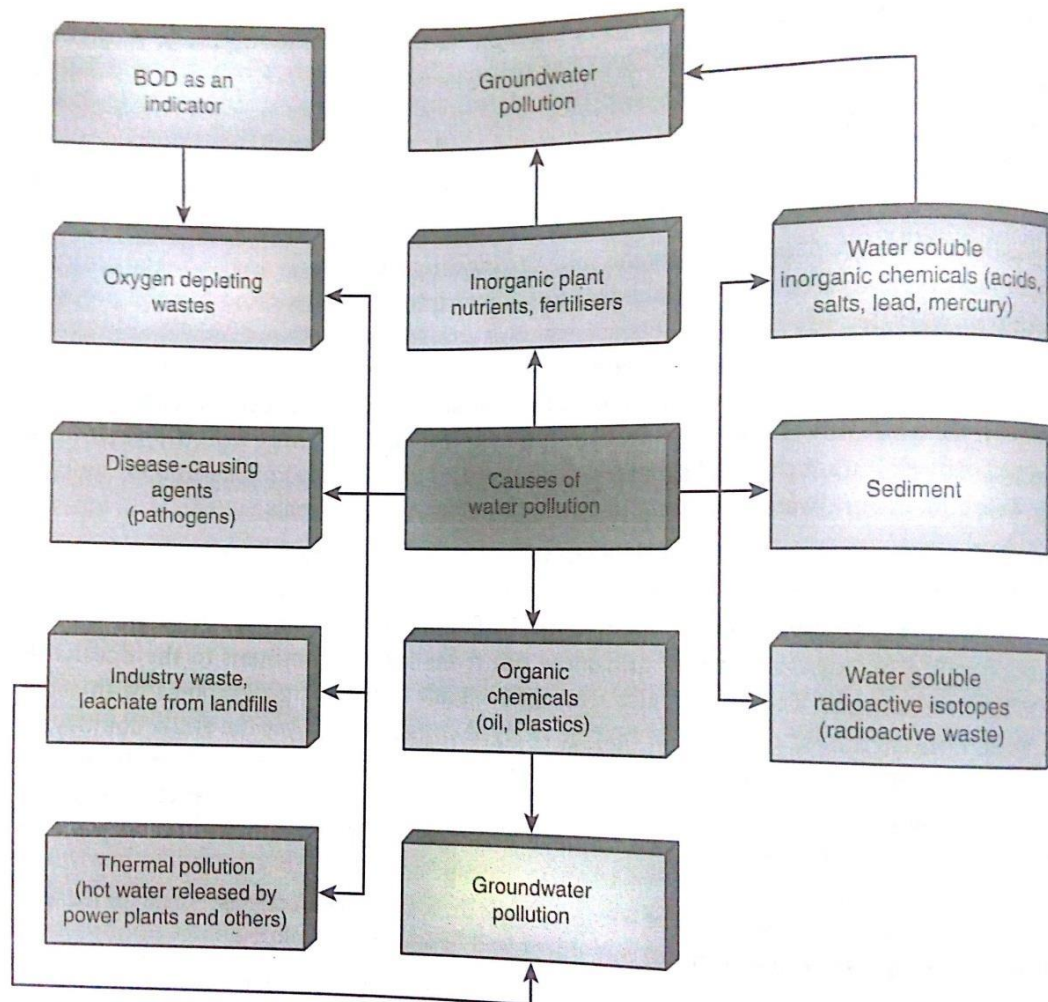 BOD as an
indicator
Groundwater
pollution
Oxygen depleting
wastes
Inorganic plant
nutrients, fertilisers
Water soluble
inorganic chemicals (acids,
salts, lead, mercury)
Disease-causing
agents
(pathogens)
Causes of
water pollution
Sediment
Industry waste,
leachate from landfills
Organic
chemicals
(oil, plastics)
Water soluble
radioactive isotopes
(radioactive waste)
Thermal pollution
(hot water released by
power plants and others)
Groundwater
pollution